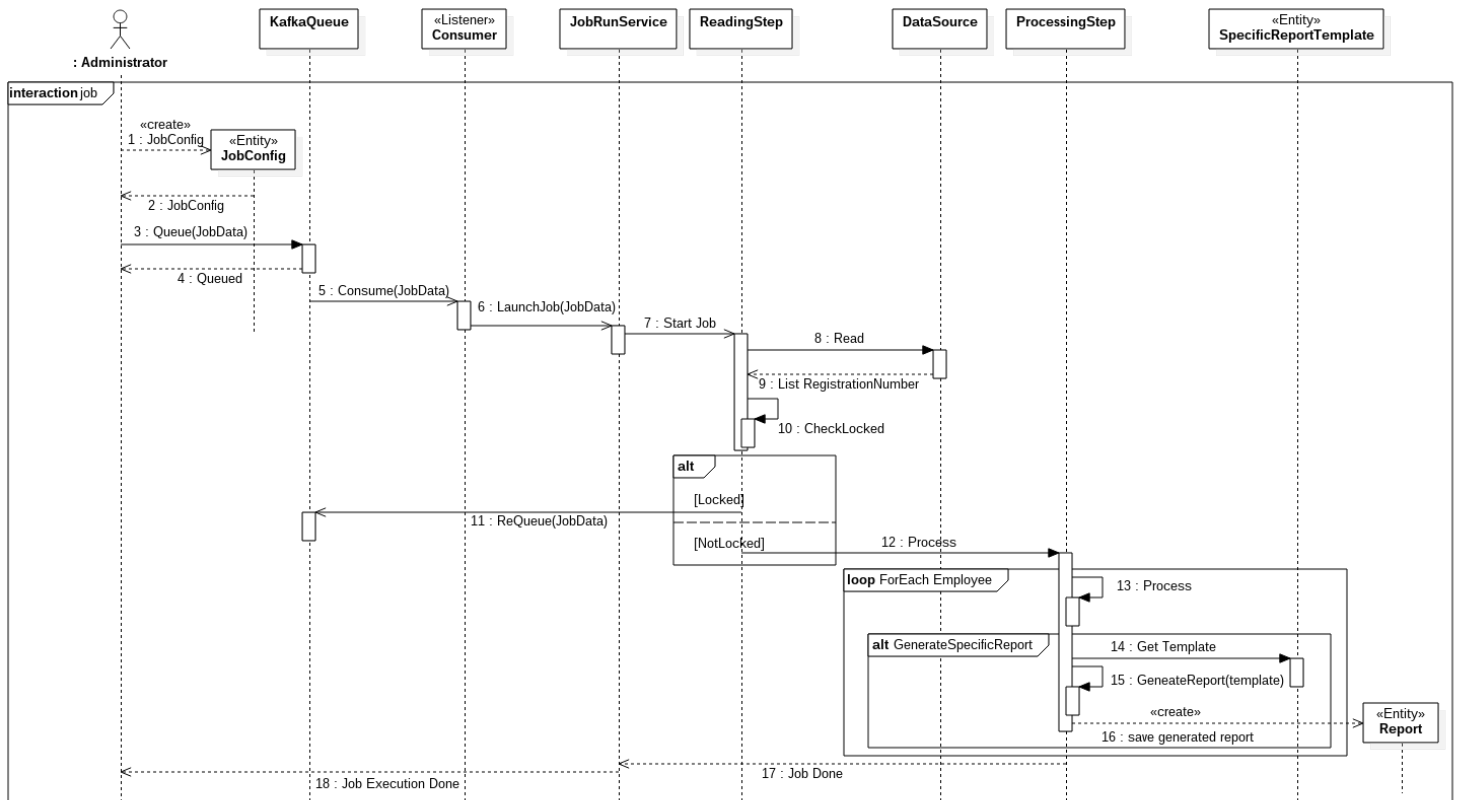 KafkaQueue
«Listener»
Consumer
JobRunService
ReadingStep
DataSource
ProcessingStep
«Entity»
SpecificReportTemplate
: Administrator
interaction job
«create»
1 : JobConfig
«Entity»
JobConfig
2 : JobConfig
3 : Queue(JobData)
4 : Queued
5 : Consume(JobData)
6 : LaunchJob(JobData)
7 : Start Job
8 : Read
9 : List RegistrationNumber
10 : CheckLocked
alt
[Locked]
11 : ReQueue(JobData)
[NotLocked]
12 : Process
loop ForEach Employee
13 : Process
alt GenerateSpecificReport
14 : Get Template
15 : GeneateReport(template)
«create»
16 : save generated report
«Entity»
Report
17 : Job Done
18 : Job Execution Done